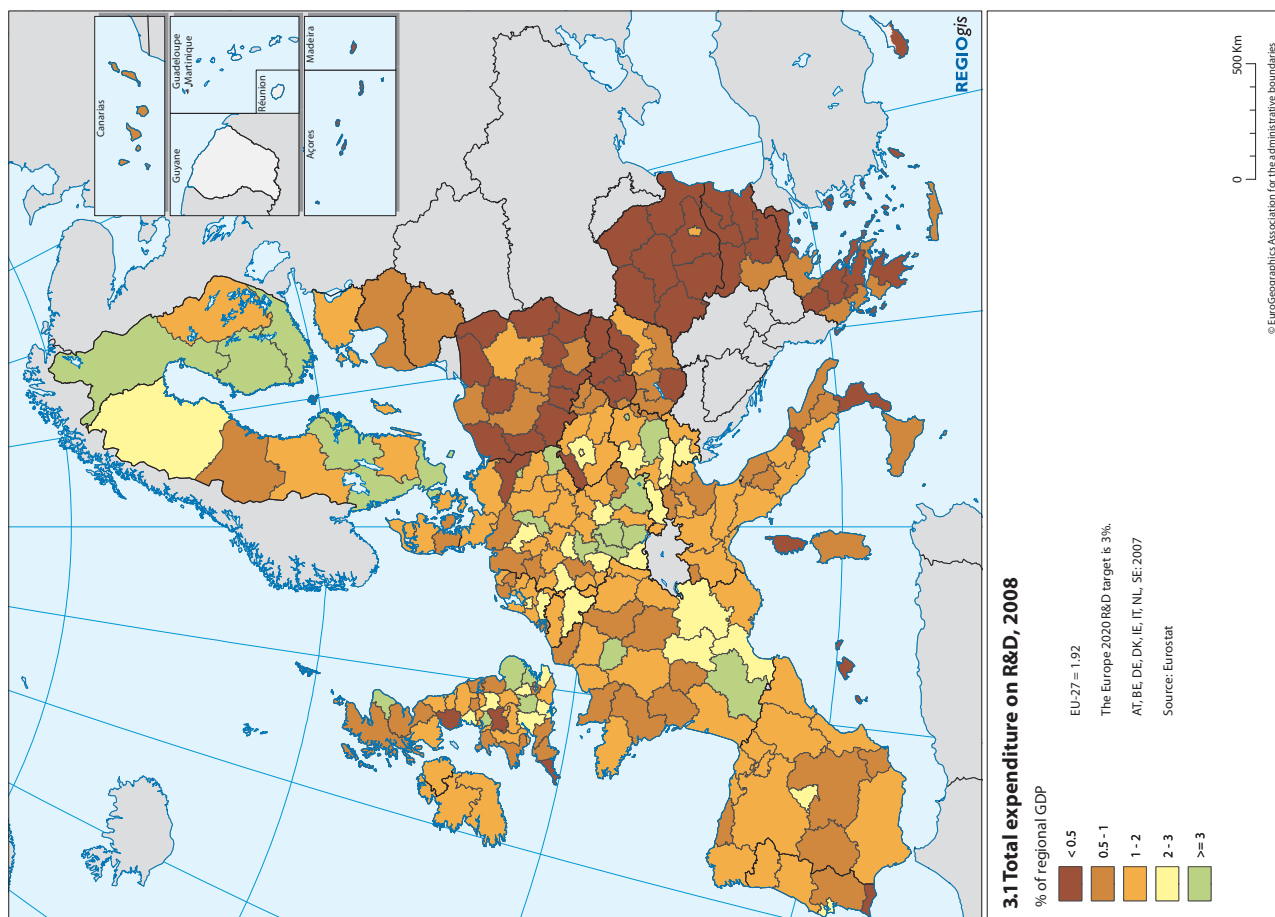 Canarias
Guyane
Guadeloupe
Martinique
Réunion
Açores
Madeira
REGIOgis
3.1 Total expenditure on R&D, 2008
% of regional GDP
< 0.5
0.5 - 1
1 - 2
2 - 3
>= 3
EU-27 = 1.92
The Europe 2020 R&D target is 3%.
AT, BE, DE, DK, IE, IT, NL, SE: 2007
Source: Eurostat
0 500 Km
© EuroGeographics Association for the administrative boundaries